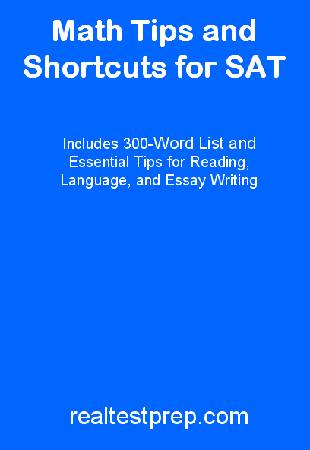 Math Tips and
Shortcuts for SAT
Includes 300-Word List and
Essential Tips for Reading,
Language, and Essay Writing
realtestprep.com